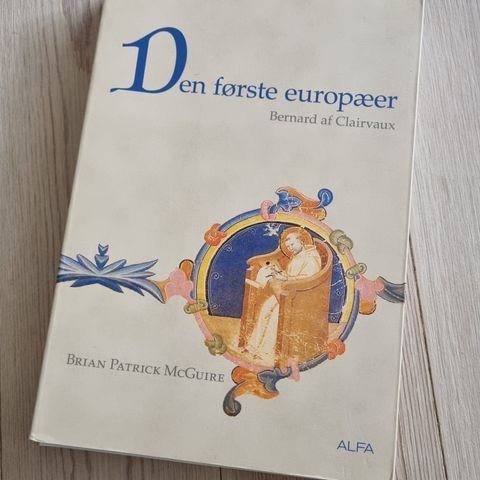 Den første europæer
Bernard af Clairvaux
BRIAN PATRICK MCGUIRE
ALFA